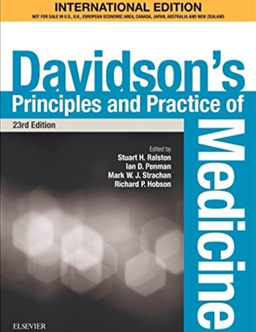 INTERNATIONAL EDITION
NOT FOR SALE IN U.S., U.K., EUROPEAN ECONOMIC AREA, CANADA, JAPAN, AUSTRALIA AND NEW ZEALAND
Davidson's
Principles and Practice of
Medicine
23rd Edition
Edited by
Stuart H. Ralston
Ian D. Penman
Mark W. J. Strachan
Richard P. Hobson
ELSEVIER